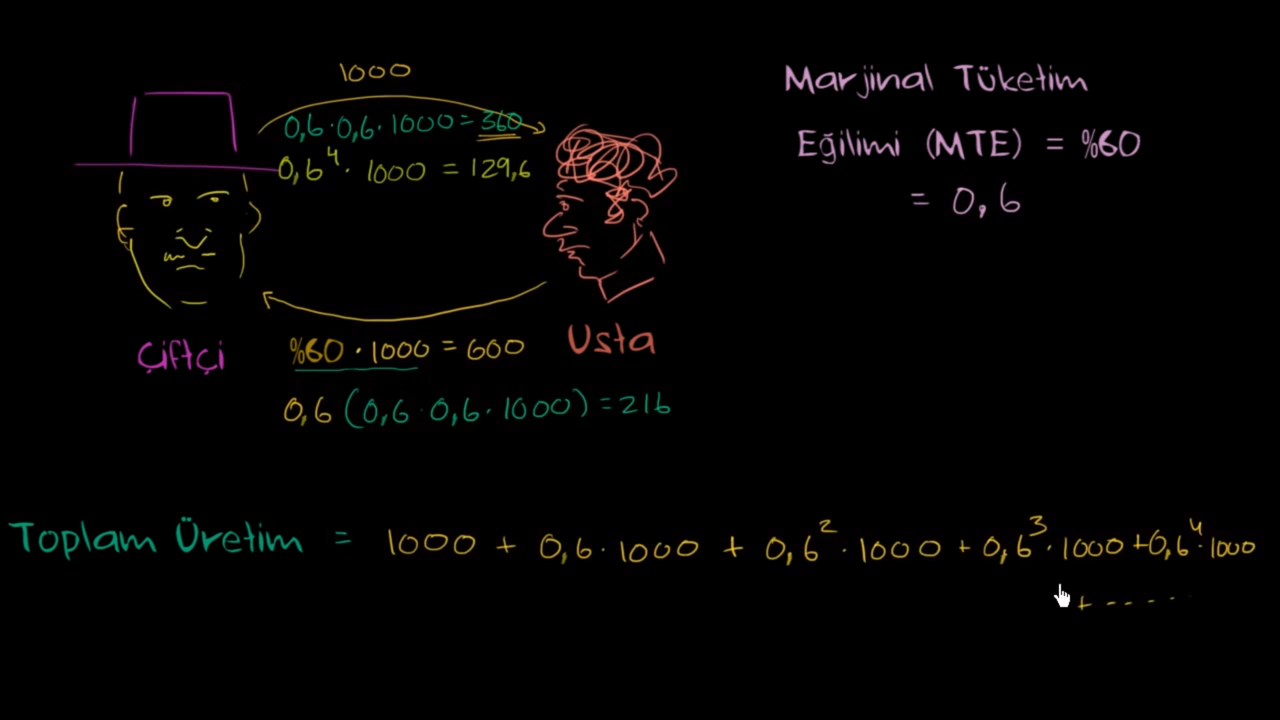 1000
0,6·0,6·1000=360
0,6⁴·1000=129,6
Marjinal Tüketim
Eğilimi (MTE) = %60
= 0,6
Çiftçi
Usta
%60·1000=600
0,6(0,6·0,6·1000)=216
Toplam Üretim = 1000 + 0,6·1000 + 0,6²·1000 + 0,6³·1000+0,6⁴·1000
+ ------